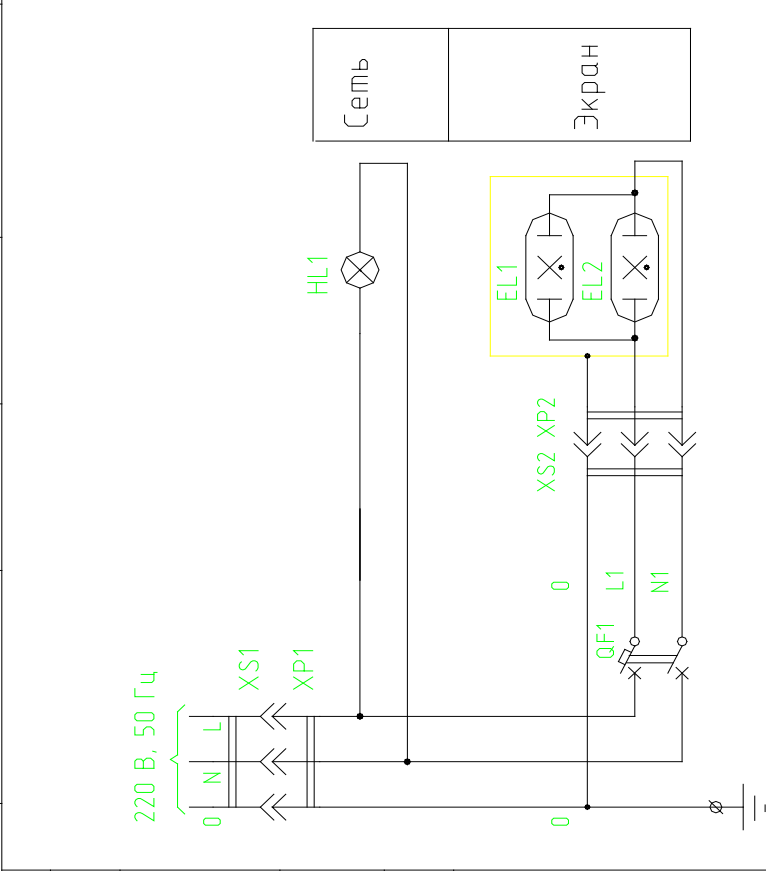 Сеть
Экран
HL1
EL1
EL2
XS2 XP2
0
L1
N1
QF1
XS1
XP1
220 В, 50 Гц
L
N
0
0